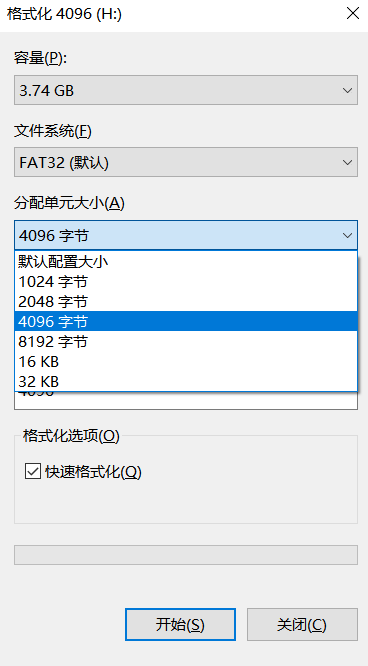 格式化 4096 (H:)
容量(P):
3.74 GB
文件系统(F)
FAT32 (默认)
分配单元大小(A)
4096 字节
默认配置大小
1024 字节
2048 字节
4096 字节
8192 字节
16 KB
32 KB
4096
格式化选项(O)
快速格式化(Q)
开始(S)
关闭(C)